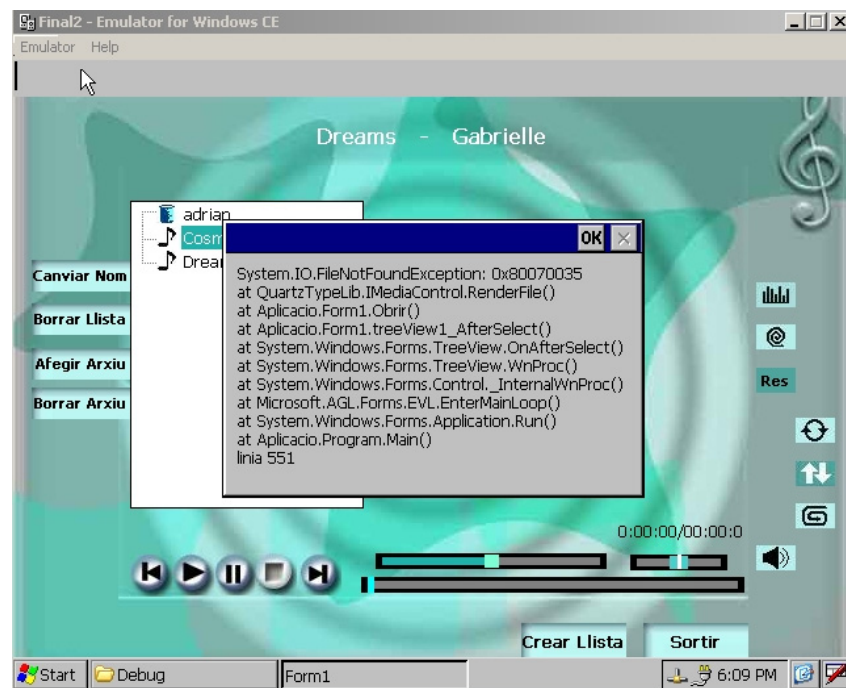 Final2 - Emulator for Windows CE
Emulator Help
Dreams - Gabrielle
adrian
Cosm
Drea
OK
System.IO.FileNotFoundException: 0x80070035
at QuartzTypeLib.IMediaControl.RenderFile()
at Aplicacio.Form1.Obrir()
at Aplicacio.Form1.treeView1_AfterSelect()
at System.Windows.Forms.TreeView.OnAfterSelect()
at System.Windows.Forms.TreeView.WnProc()
at System.Windows.Forms.Control._InternalWnProc()
at Microsoft.AGL.Forms.EVL.EnterMainLoop()
at System.Windows.Forms.Application.Run()
at Aplicacio.Program.Main()
linia 551
Canviar Nom
Borrar Llista
Afegir Arxiu
Borrar Arxiu
Res
0:00:00/00:00:0
Crear Llista
Sortir
Start
Debug
Form1
6:09 PM